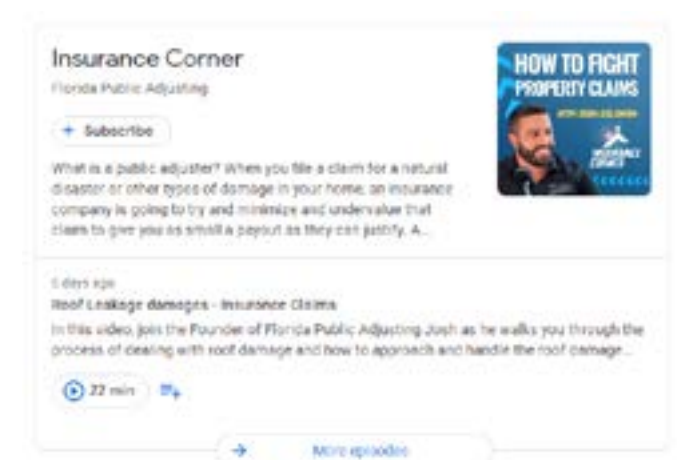 Insurance Corner
Florida Public Adjusting
+ Subscribe
What is a public adjuster? When you file a claim for a natural
disaster or other types of damage in your home, an insurance
company is going to try and minimize and undervalue that
claim to give you as small a payout as they can justify. A...
HOW TO FIGHT
PROPERTY CLAIMS
WITH JOSH
INSURANCE
CORNER
days ago
Roof Leakage damages - Insurance Claims
In this video, join the Founder of Florida Public Adjusting Josh as he walks you through the
process of dealing with roof damage and how to approach and handle the roof damage...
22 min
More episodes